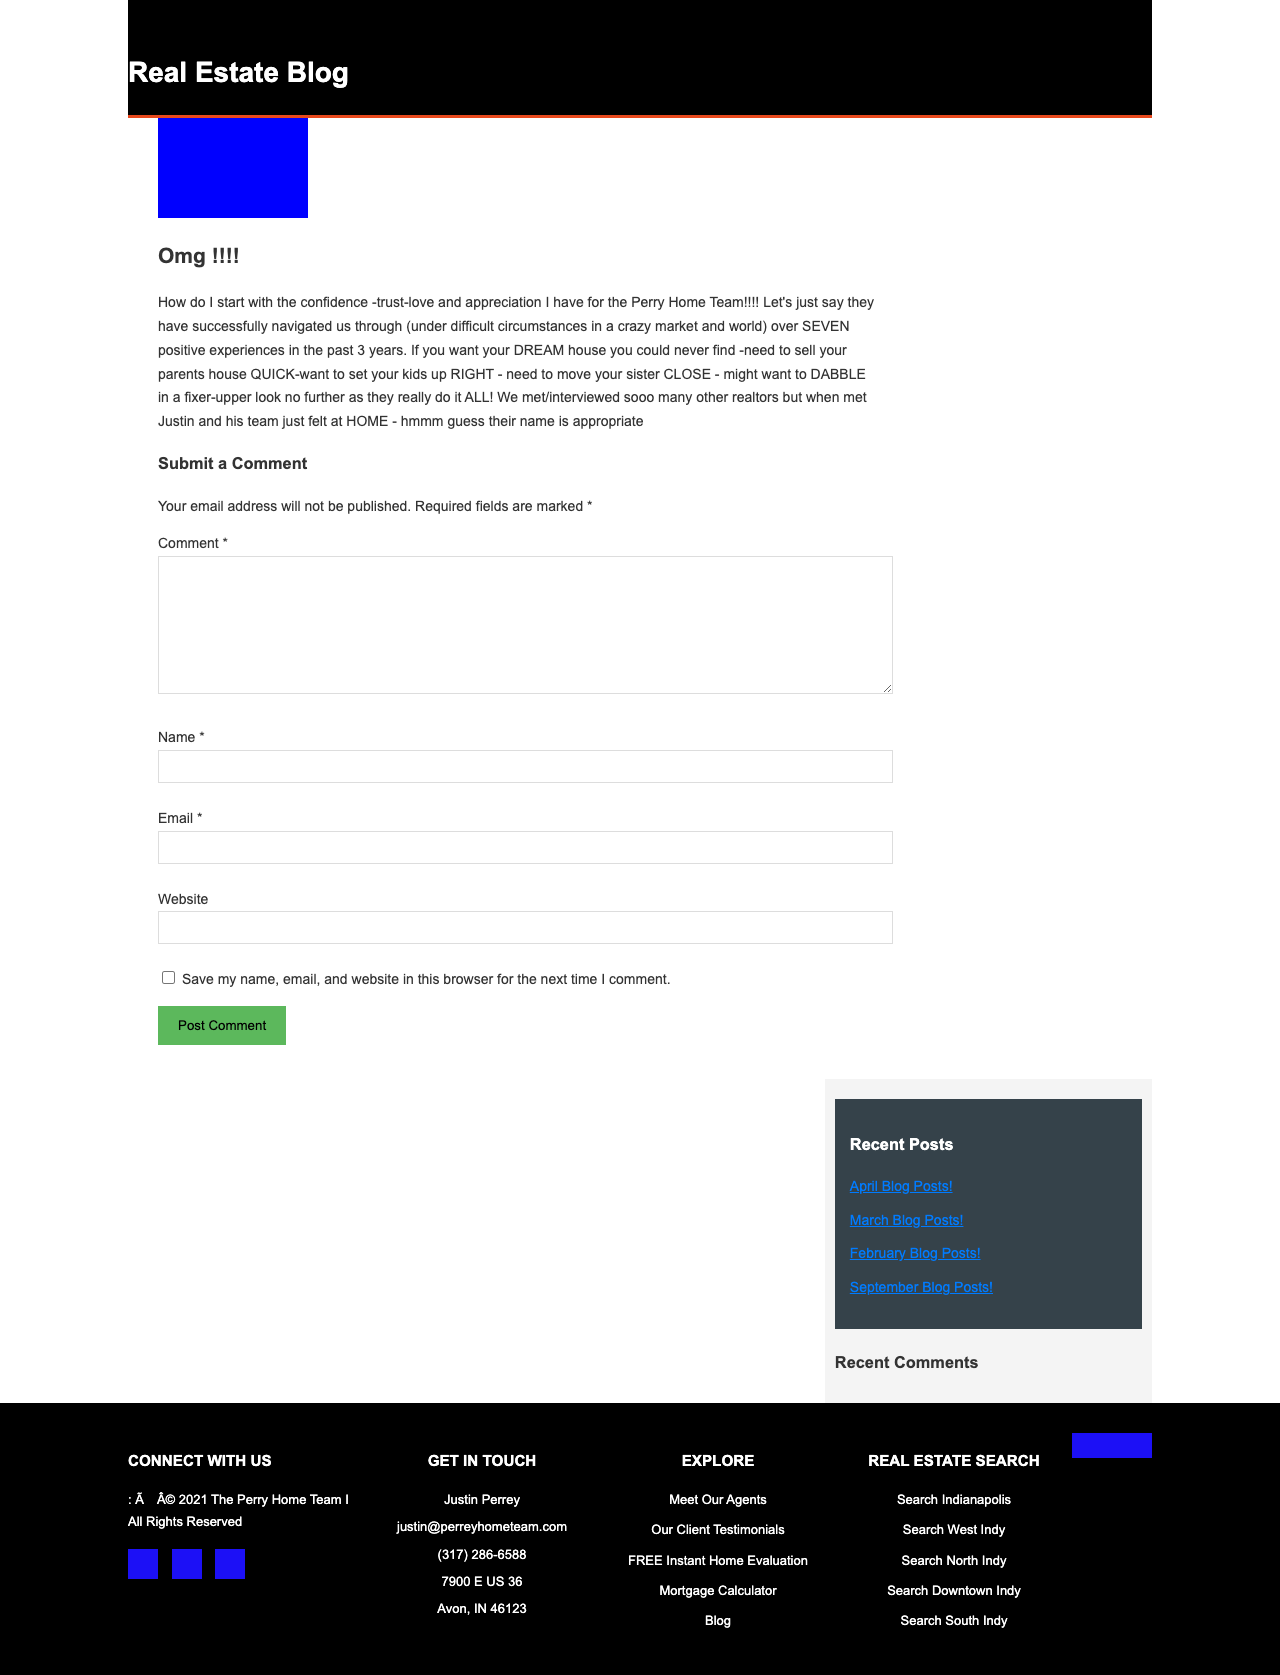 Real Estate Blog
Omg !!!!
How do I start with the confidence -trust-love and appreciation I have for the Perry Home Team!!!! Let's just say they
have successfully navigated us through (under difficult circumstances in a crazy market and world) over SEVEN
positive experiences in the past 3 years. If you want your DREAM house you could never find -need to sell your
parents house QUICK-want to set your kids up RIGHT - need to move your sister CLOSE - might want to DABBLE
in a fixer-upper look no further as they really do it ALL! We met/interviewed sooo many other realtors but when met
Justin and his team just felt at HOME - hmmm guess their name is appropriate
Submit a Comment
Your email address will not be published. Required fields are marked *
Comment *
Name *
Email *
Website
Save my name, email, and website in this browser for the next time I comment.
Post Comment
Recent Posts
April Blog Posts!
March Blog Posts!
February Blog Posts!
September Blog Posts!
Recent Comments
CONNECT WITH US
: Ã Â© 2021 The Perry Home Team I
All Rights Reserved
GET IN TOUCH
Justin Perrey
justin@perreyhometeam.com
(317) 286-6588
7900 E US 36
Avon, IN 46123
EXPLORE
Meet Our Agents
Our Client Testimonials
FREE Instant Home Evaluation
Mortgage Calculator
Blog
REAL ESTATE SEARCH
Search Indianapolis
Search West Indy
Search North Indy
Search Downtown Indy
Search South Indy